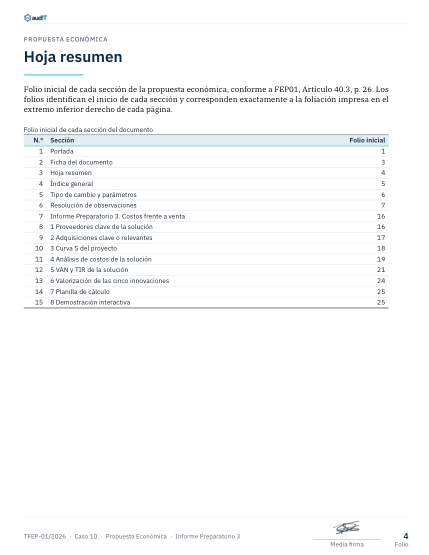 audIT
PROPUESTA ECONÓMICA
Hoja resumen
Folio inicial de cada sección de la propuesta económica, conforme a FEP01, Artículo 40.3, p. 26. Los
folios identifican el inicio de cada sección y corresponden exactamente a la foliación impresa en el
extremo inferior derecho de cada página.
Folio inicial de cada sección del documento
N.º Sección Folio inicial
1 Portada 1
2 Ficha del documento 3
3 Hoja resumen 4
4 Índice general 5
5 Tipo de cambio y parámetros 6
6 Resolución de observaciones 7
7 Informe Preparatorio 3. Costos frente a venta 16
8 1 Proveedores clave de la solución 16
9 2 Adquisiciones clave o relevantes 17
10 3 Curva S del proyecto 18
11 4 Análisis de costos de la solución 19
12 5 VAN y TIR de la solución 21
13 6 Valorización de las cinco innovaciones 24
14 7 Planilla de cálculo 25
15 8 Demostración interactiva 25
TFEP-01/2026 · Caso 10 · Propuesta Económica · Informe Preparatorio 3
Media firma
4
Folio